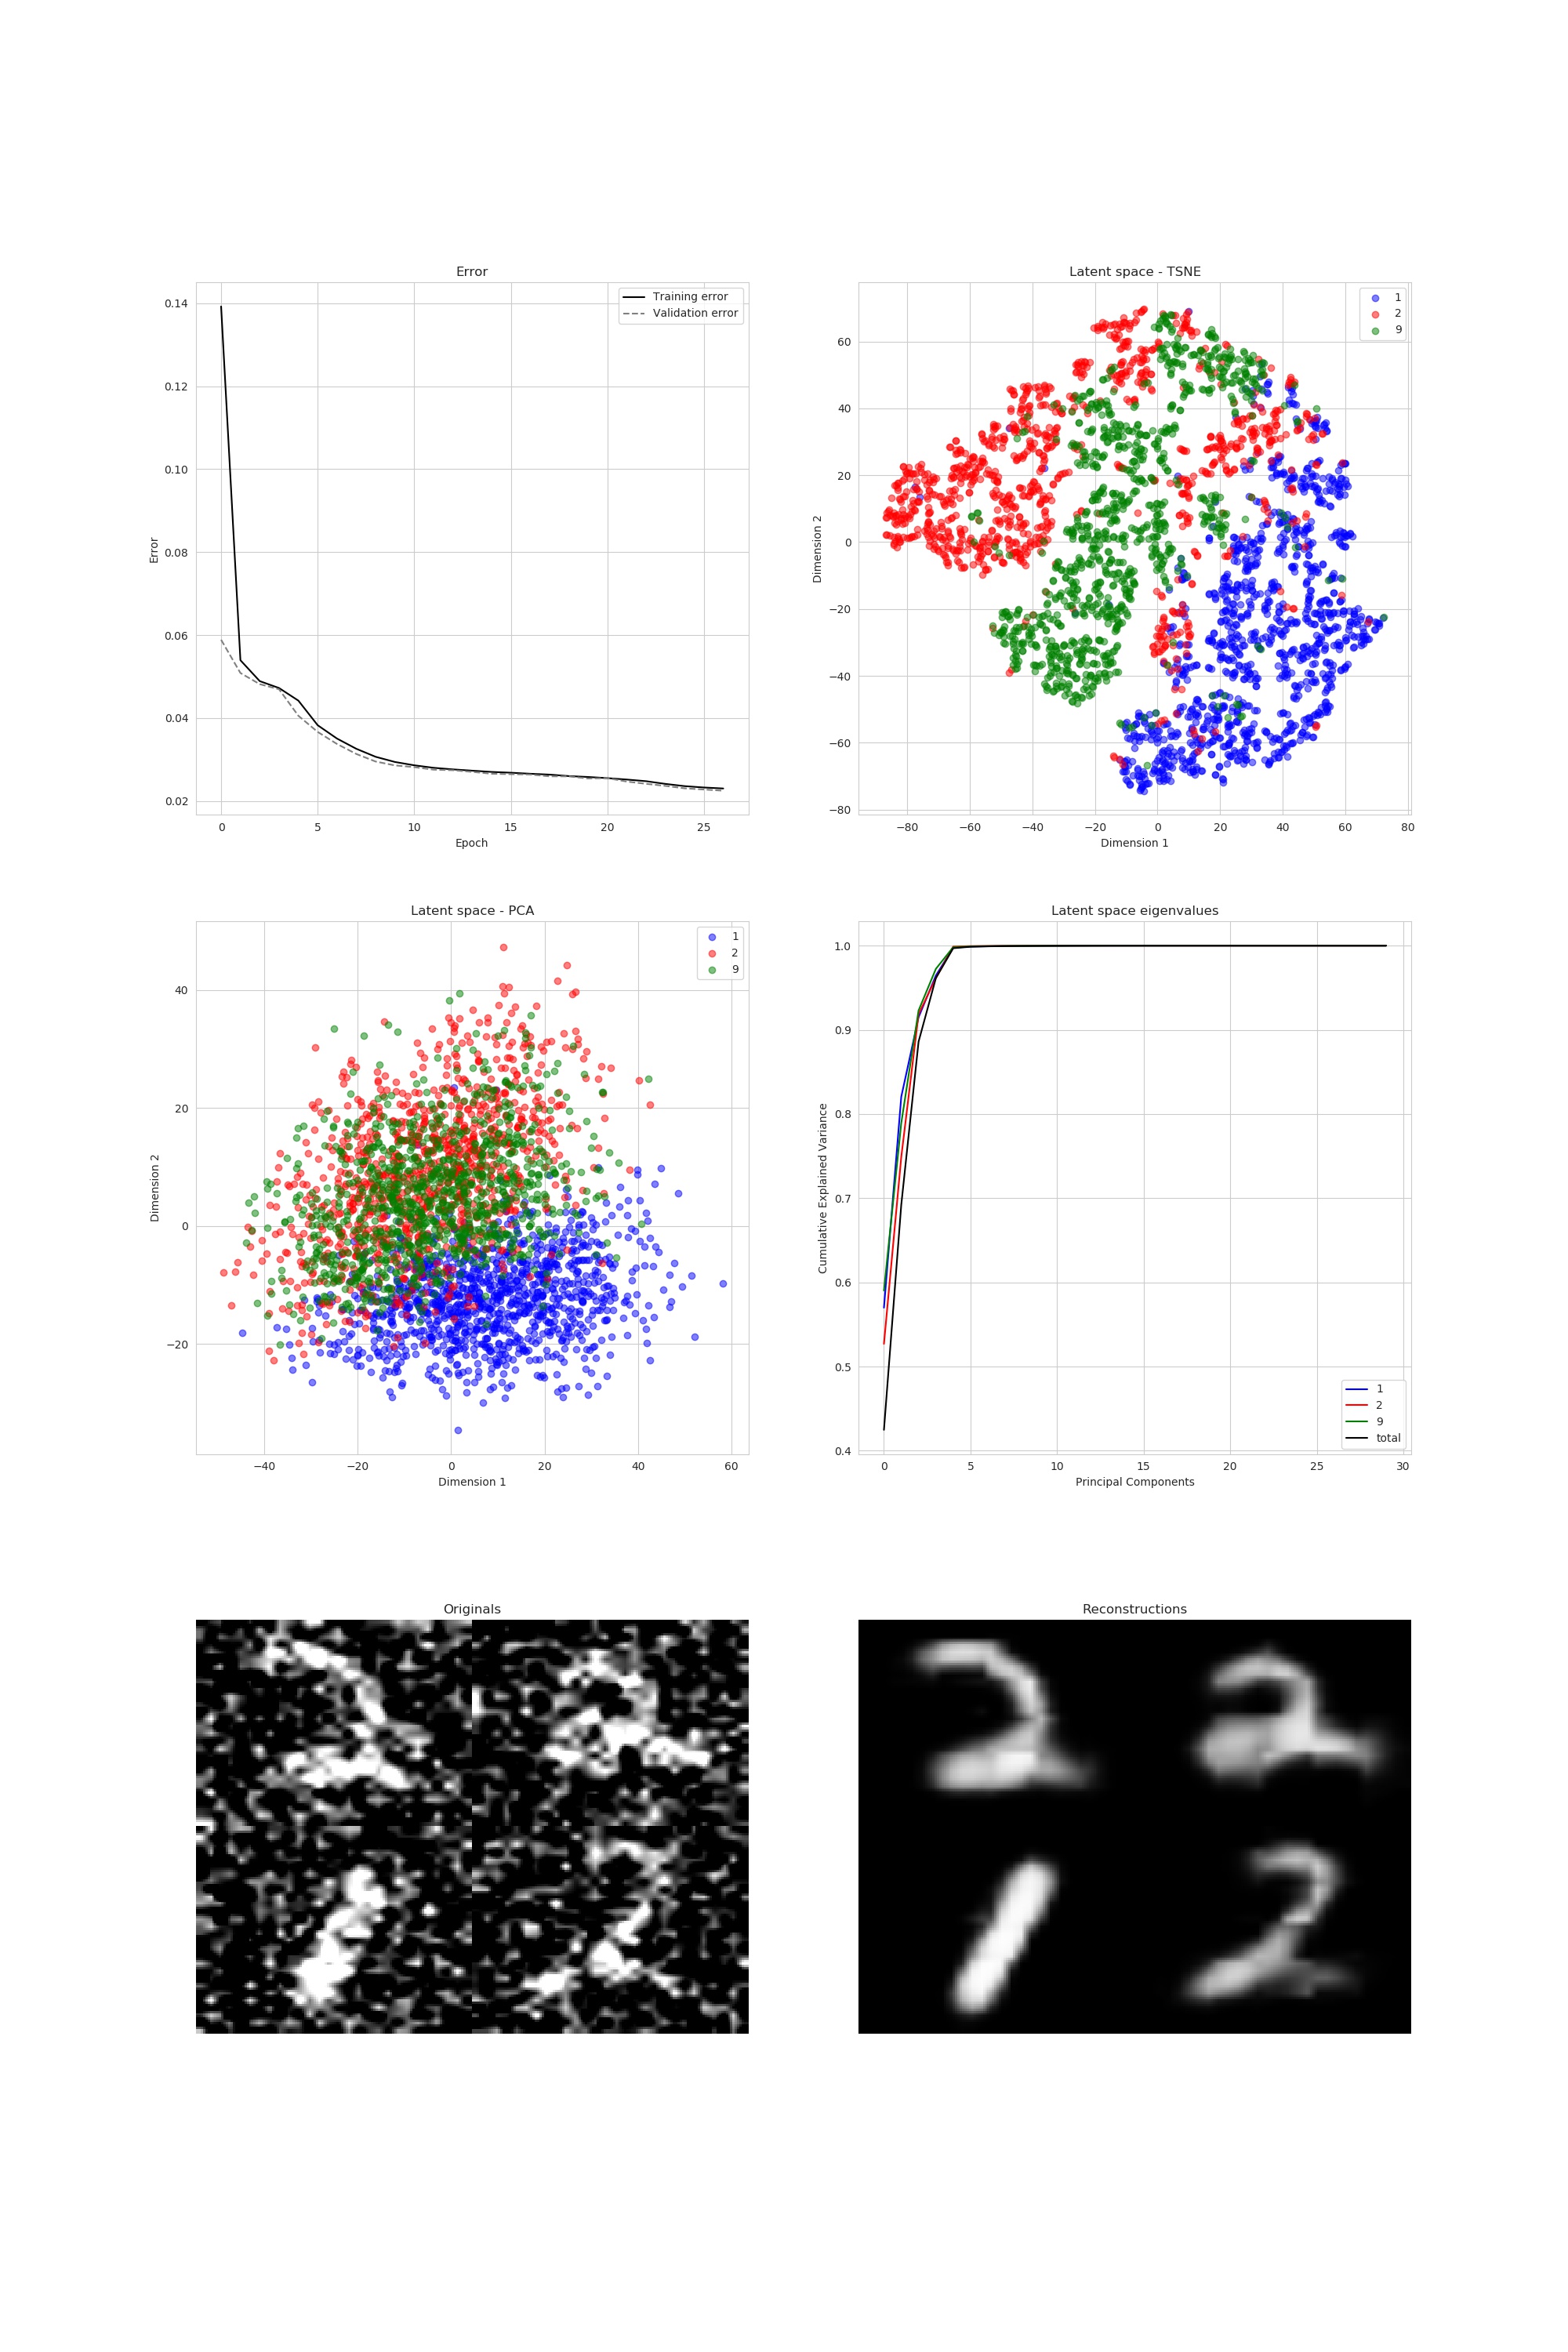 Error
Training error
Validation error
0.14
0.12
0.10
0.08
0.06
0.04
0.02
Error
0 5 10 15 20 25
Epoch
Latent space - TSNE
1
2
9
60
40
20
0
−20
−40
−60
−80
Dimension 2
−80 −60 −40 −20 0 20 40 60 80
Dimension 1
Latent space - PCA
1
2
9
40
20
0
−20
Dimension 2
−40 −20 0 20 40 60
Dimension 1
Latent space eigenvalues
1.0
0.9
0.8
0.7
0.6
0.5
0.4
Cumulative Explained Variance
1
2
9
total
0 5 10 15 20 25 30
Principal Components
Originals
Reconstructions
2 2
1 2